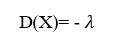 D(X)= - λ